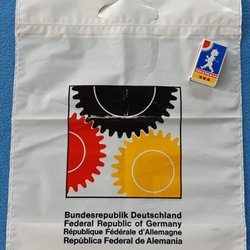 Bundesrepublik Deutschland
Federal Republic of Germany
République Fédérale d'Allemagne
República Federal de Alemania